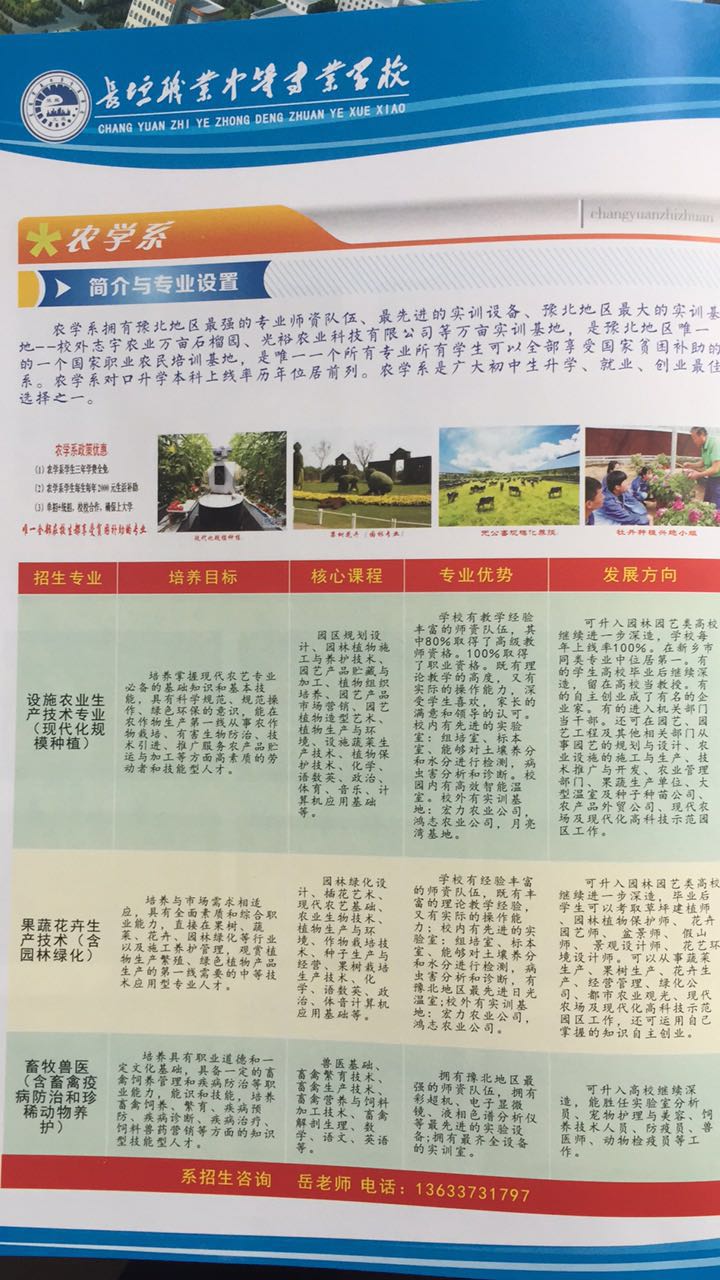 長垣職業中等專業学校
CHANG YUAN ZHI YE ZHONG DENG ZHUAN YE XUE XIAO
changyuanzhizhuan
农学系
简介与专业设置
农学系拥有豫北地区最强的专业师资队伍、最先进的实训设备、豫北地区最大的实训基
地--校外志宇农业万亩石榴园、光裕农业科技有限公司等万亩实训基地，是豫北地区唯一
的一个国家职业农民培训基地，是唯一一个所有专业所有学生可以全部享受国家贫困补助的
系。农学系对口升学本科上线率历年位居前列。农学系是广大初中生升学、就业、创业最佳
选择之一。
农学系政策优惠
(1) 农学系学生三年学费全免
(2) 农学系学生每生每年2000元生活补助
(3) 单招+统招，校校合作，确保上大学
唯一全部在校生都享受贫困补助的专业
现代化规模种植
果树花卉（园林专业）
无公害规模化养殖
牡丹种植兴趣小组
招生专业 培养目标 核心课程 专业优势 发展方向
设施农业生
产技术专业
（现代化规
模种植）
培养掌握现代农艺专业
必备的基础知识和基本技
能，具有科学规范、规范操
作、绿色环保的意识，能在
农作物生产第一线从事农作
物栽培、有害生物防治、技
术引进、推广服务农产品贮
运与加工等方面高素质的劳
动者和技能型人才。
园区规划设
计、园林植物施
工与养护技术、
园艺产品贮藏与
加工、植物组织
培养、园艺产品
市场营销、园艺
植物造型艺术、
植物生产与环
境、设施蔬菜生
产技术、植物保
护技术、化学、
语数英、政治、
体育、音乐、计
算机应用基础
等。
学校有教学经验
丰富的师资队伍，其
中80%取得了高级教
师资格。100%取得
了职业资格。既有理
论教学的高度，又有
实际的操作能力，深
受学生喜欢，家长的
满意和领导的认可。
校内有先进的实验
室：组培室、标本
室、能够对土壤养分
和水分进行检测，病
虫害分析和诊断。校
园内有高效智能温
室。校外有实训基
地：宏力农业公司，
鸿志农业公司，月亮
湾基地。
可升入园林园艺类高校
继续进一步深造，学校每
年上线率100%。在新乡市
同类专业中位居第一。有
的学生高校毕业后继续深
造，留在高校当教授。有
的自主创业成了有名的企
业家。有的进入机关部门
当干部。还可在园艺、园
艺工程及其他相关部门从
事园艺的规划与设计、农
业设施的施工与生产、技
术推广与开发、农业管理
部门、果蔬生产单位、大
型温室及种子种苗公司、
农产品外贸公司、现代农
场及现代化高科技示范园
区工作。
果蔬花卉生
产技术（含
园林绿化）
培养与市场需求相适
应，具有全面素质和综合职
业能力，直接在果树、蔬
菜、花卉、园林绿化等行业
以及施工养护管理、观赏植
物生产繁殖、绿色植物产品
生产的第一线需要的中等技
术应用型专业人才。
园林绿化设
计、插花艺术、
现代农艺基础、
农业生物技术、
植物生产与环
境、作物栽培技
术、种子生产与
经营、果树栽培
生产技术、化
学、语数英、政
治、体音计算机
应用基础等。
学校有经验丰富
的师资队伍，既有丰
富的理论教学经验，
又有实际的操作能
力；校内有先进的实
验室：组培室、标本
室，能够对土壤养分
和水分进行检测，病
虫害分析和诊断，有
豫北地区最先进日光
温室;校外有实训基
地：宏力农业公司，
鸿志农业公司。
可升入园林园艺类高校
继续进一步深造，毕业后
学生可以考取草坪建植师
、园林植物保护师、花卉
园艺师、盆景师、假山
师、景观设计师、花艺环
境设计师。可以从事蔬菜
生产、果树生产、花卉生
产、经营管理、绿化公
司、都市农业观光、现代
农场及现代化高科技示范
园区工作，还可运用自己
掌握的知识自主创业。
畜牧兽医
（含畜禽疫
病防治和珍
稀动物养
护）
培养具有职业道德和一
定文化基础，具备一定的畜
禽饲养管理和疾病防治等职
业能力，能识和技能，培养
畜禽饲养、繁育、疾病预
防、疾病诊断、疾病治疗、
饲料兽药营销等方面的知识
型技能型人才。
兽医基础、
畜禽繁育技术、
畜禽生产技术、
畜禽营养与饲料
加工技术、畜禽
解剖生理、数
学、语文、英语
等。
拥有豫北地区最
强的师资队伍，拥有
彩超机、电子显微
镜、液相色谱分析仪
等最先进的实验设
备;拥有最齐全设备
的实训室。
可升入高校继续深
造，能胜任实验室分析
员、宠物护理与美容、饲
养技术人员、防疫员、兽
医师、动物检疫员等工
作。
系招生咨询 岳老师 电话：13633731797